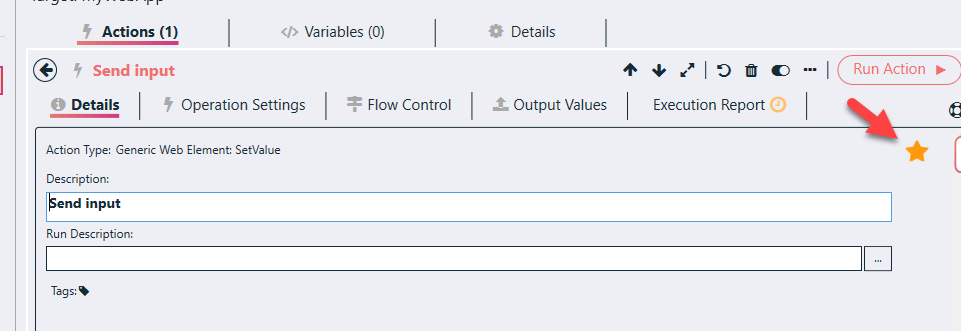 Target: MyWebApp
Actions (1) Variables (0) Details
Send input Run Action
Details Operation Settings Flow Control Output Values Execution Report
Action Type: Generic Web Element: SetValue
Description:
Send input
Run Description:
...
Tags: